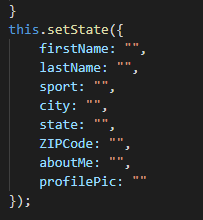 }
this.setState({
    firstName: "",
    lastName: "",
    sport: "",
    city: "",
    state: "",
    ZIPCode: "",
    aboutMe: "",
    profilePic: ""
});